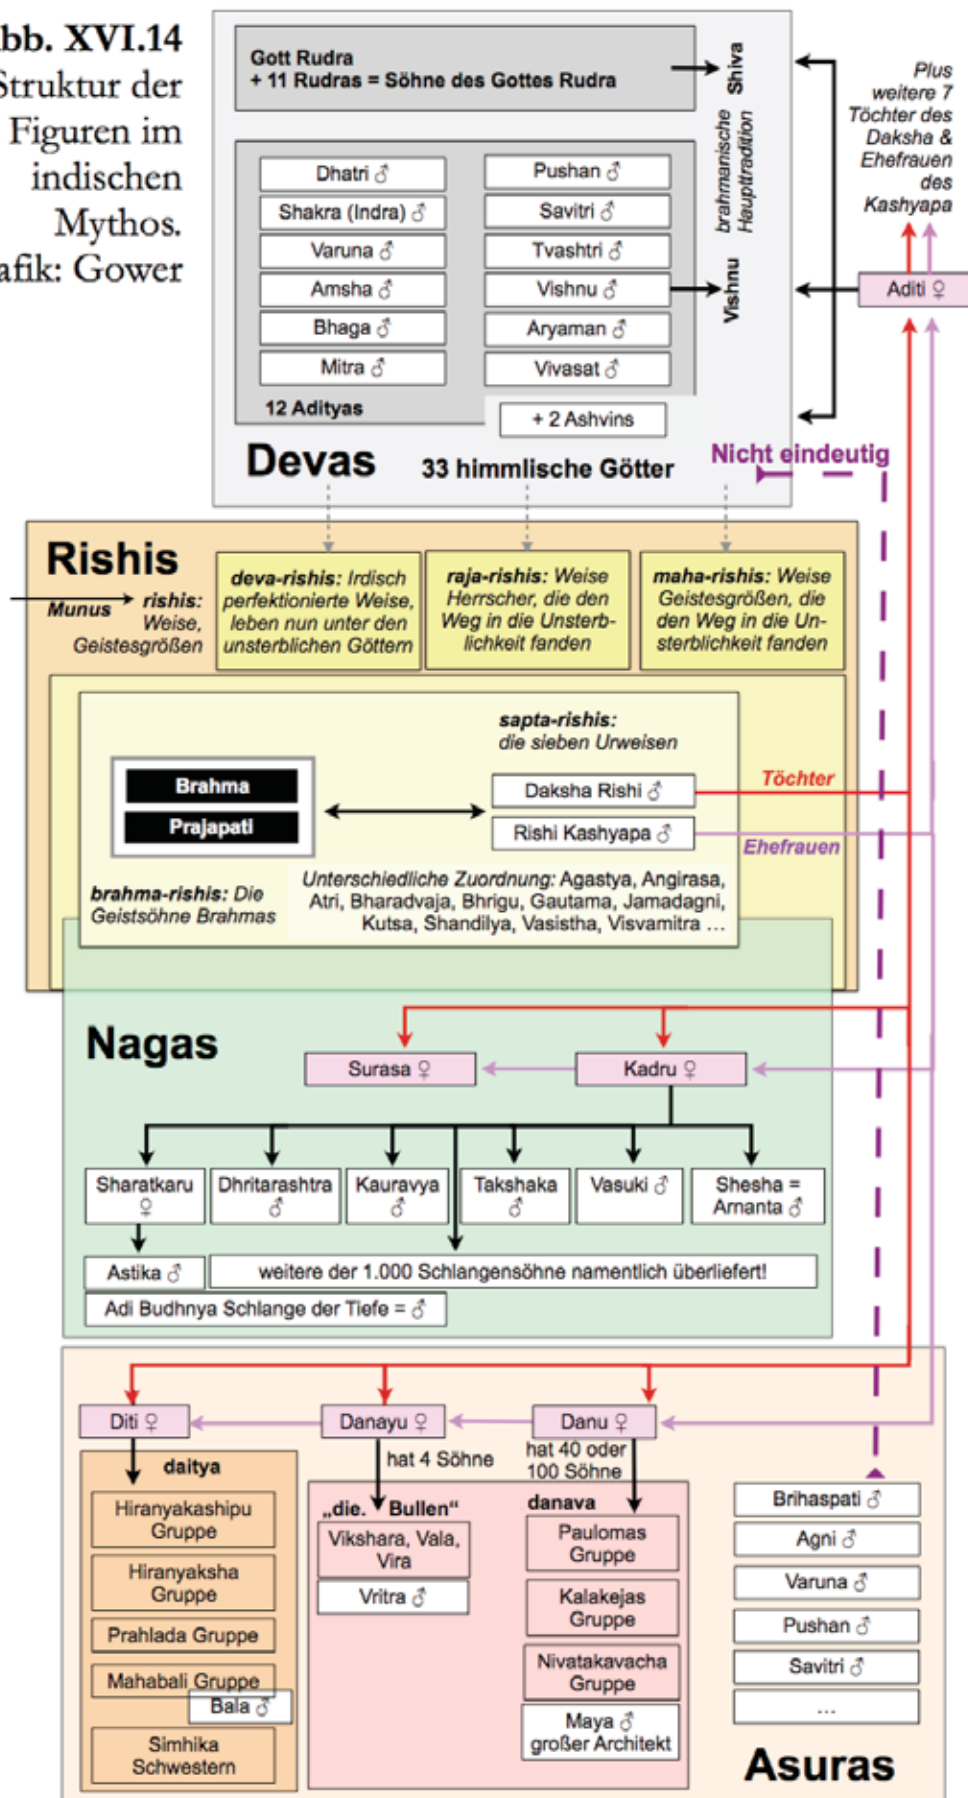 bb. XVI.14
Struktur der
Figuren im
indischen
Mythos.
afik: Gower
Gott Rudra
+ 11 Rudras = Söhne des Gottes Rudra
Shiva
brahmanische
Haupttradition
Vishnu
Dhatri ♂
Shakra (Indra) ♂
Varuna ♂
Amsha ♂
Bhaga ♂
Mitra ♂
Pushan ♂
Savitri ♂
Tvashtri ♂
Vishnu ♂
Aryaman ♂
Vivasat ♂
12 Adityas
+ 2 Ashvins
Devas
33 himmlische Götter
Plus
weitere 7
Töchter des
Daksha &
Ehefrauen
des
Kashyapa
Aditi ♀
Nicht eindeutig
Rishis
Munus
rishis:
Weise,
Geistesgrößen
deva-rishis: Irdisch
perfektionierte Weise,
leben nun unter den
unsterblichen Göttern
raja-rishis: Weise
Herrscher, die den
Weg in die Unsterb-
lichkeit fanden
maha-rishis: Weise
Geistesgrößen, die
den Weg in die Un-
sterblichkeit fanden
sapta-rishis:
die sieben Urweisen
Brahma
Prajapati
Daksha Rishi ♂
Rishi Kashyapa ♂
Töchter
Ehefrauen
brahma-rishis: Die
Geistsöhne Brahmas
Unterschiedliche Zuordnung: Agastya, Angirasa,
Atri, Bharadvaja, Bhrigu, Gautama, Jamadagni,
Kutsa, Shandilya, Vasistha, Visvamitra ...
Nagas
Surasa ♀
Kadru ♀
Sharatkaru
♀
Dhritarashtra
♂
Kauravya
♂
Takshaka
♂
Vasuki ♂
Shesha =
Arnanta ♂
Astika ♂
weitere der 1.000 Schlangensöhne namentlich überliefert!
Adi Budhnya Schlange der Tiefe = ♂
Diti ♀
Danayu ♀
Danu ♀
hat 4 Söhne
hat 40 oder
100 Söhne
daitya
Hiranyakashipu
Gruppe
Hiranyaksha
Gruppe
Prahlada Gruppe
Mahabali Gruppe
Bala ♂
Simhika
Schwestern
„die. Bullen“
Vikshara, Vala,
Vira
Vritra ♂
danava
Paulomas
Gruppe
Kalakejas
Gruppe
Nivatakavacha
Gruppe
Maya ♂
großer Architekt
Brihaspati ♂
Agni ♂
Varuna ♂
Pushan ♂
Savitri ♂
...
Asuras